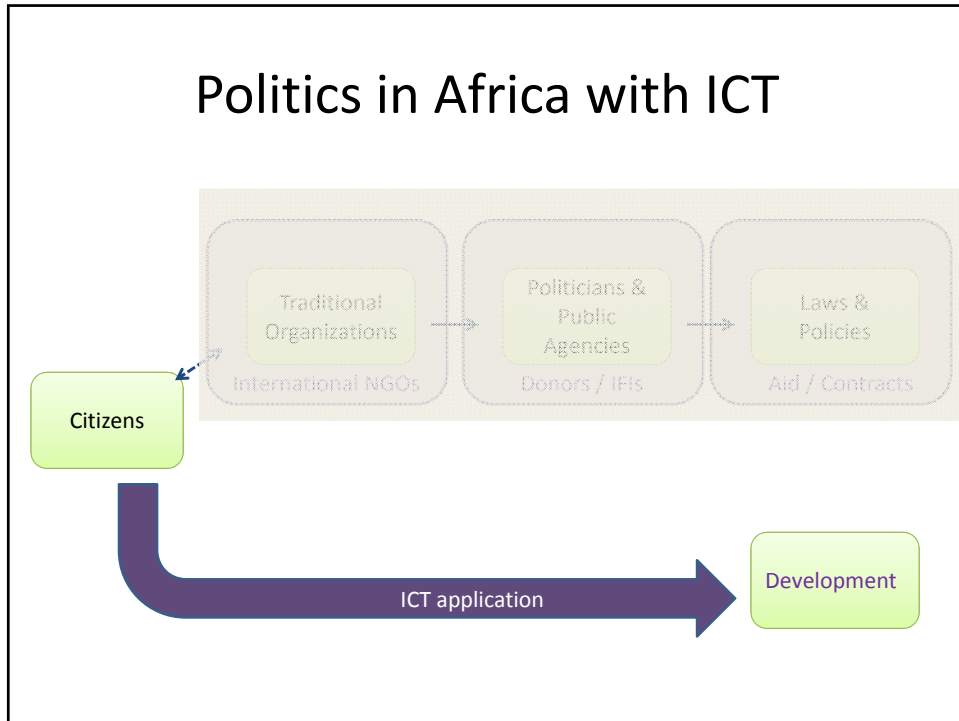 Politics in Africa with ICT
Traditional
Organizations
International NGOs
Politicians &
Public
Agencies
Donors / IFIs
Laws &
Policies
Aid / Contracts
Citizens
Development
ICT application